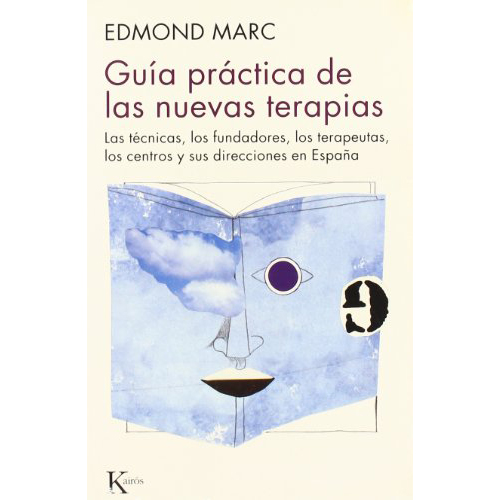 EDMOND MARC
Guía práctica de
las nuevas terapias
Las técnicas, los fundadores, los terapeutas,
los centros y sus direcciones en España
Kairós